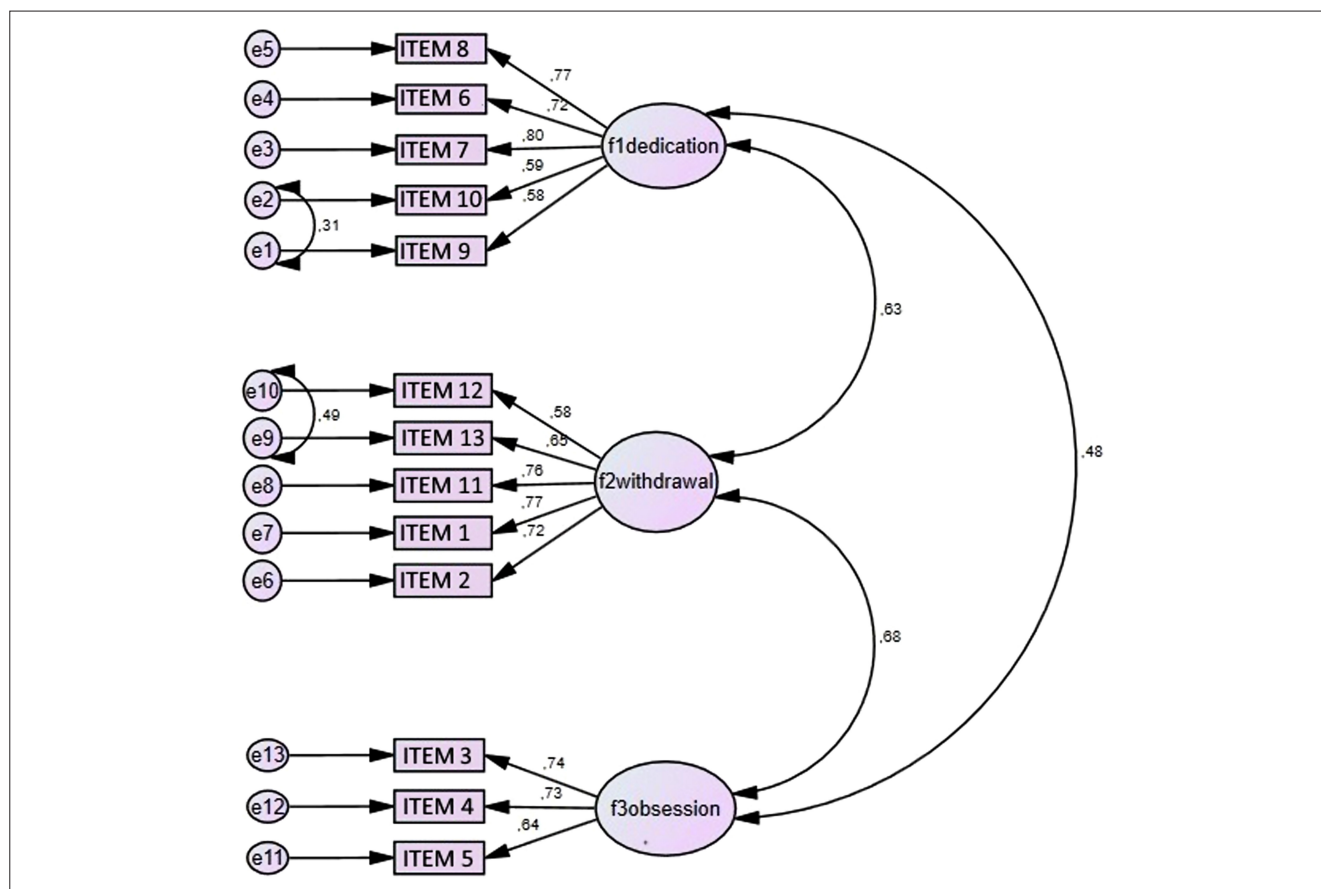 e5 ITEM 8 ,77
e4 ITEM 6 ,72
e3 ITEM 7 ,80 f1dedication
e2 ITEM 10 ,59
,31 ,58
e1 ITEM 9
,63
e10 ITEM 12 ,58
,49
e9 ITEM 13 ,65
,48
e8 ITEM 11 ,76 f2withdrawal
e7 ITEM 1 ,77
e6 ITEM 2 ,72
,68
e13 ITEM 3 ,74
e12 ITEM 4 ,73 f3obsession
e11 ITEM 5 ,64